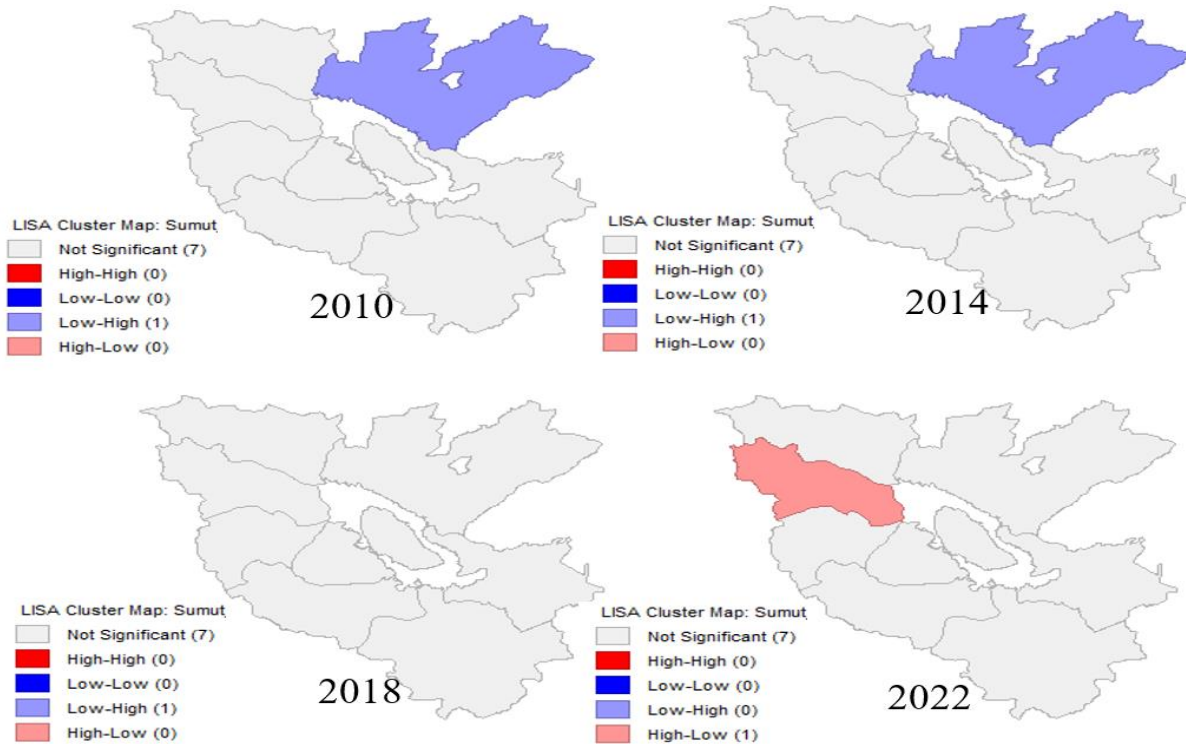 LISA Cluster Map: Sumut
Not Significant (7)
High-High (0)
Low-Low (0)
Low-High (1)
High-Low (0)
2010
LISA Cluster Map: Sumut
Not Significant (7)
High-High (0)
Low-Low (0)
Low-High (1)
High-Low (0)
2014
LISA Cluster Map: Sumut
Not Significant (7)
High-High (0)
Low-Low (0)
Low-High (1)
High-Low (0)
2018
LISA Cluster Map: Sumut
Not Significant (7)
High-High (0)
Low-Low (0)
Low-High (0)
High-Low (1)
2022